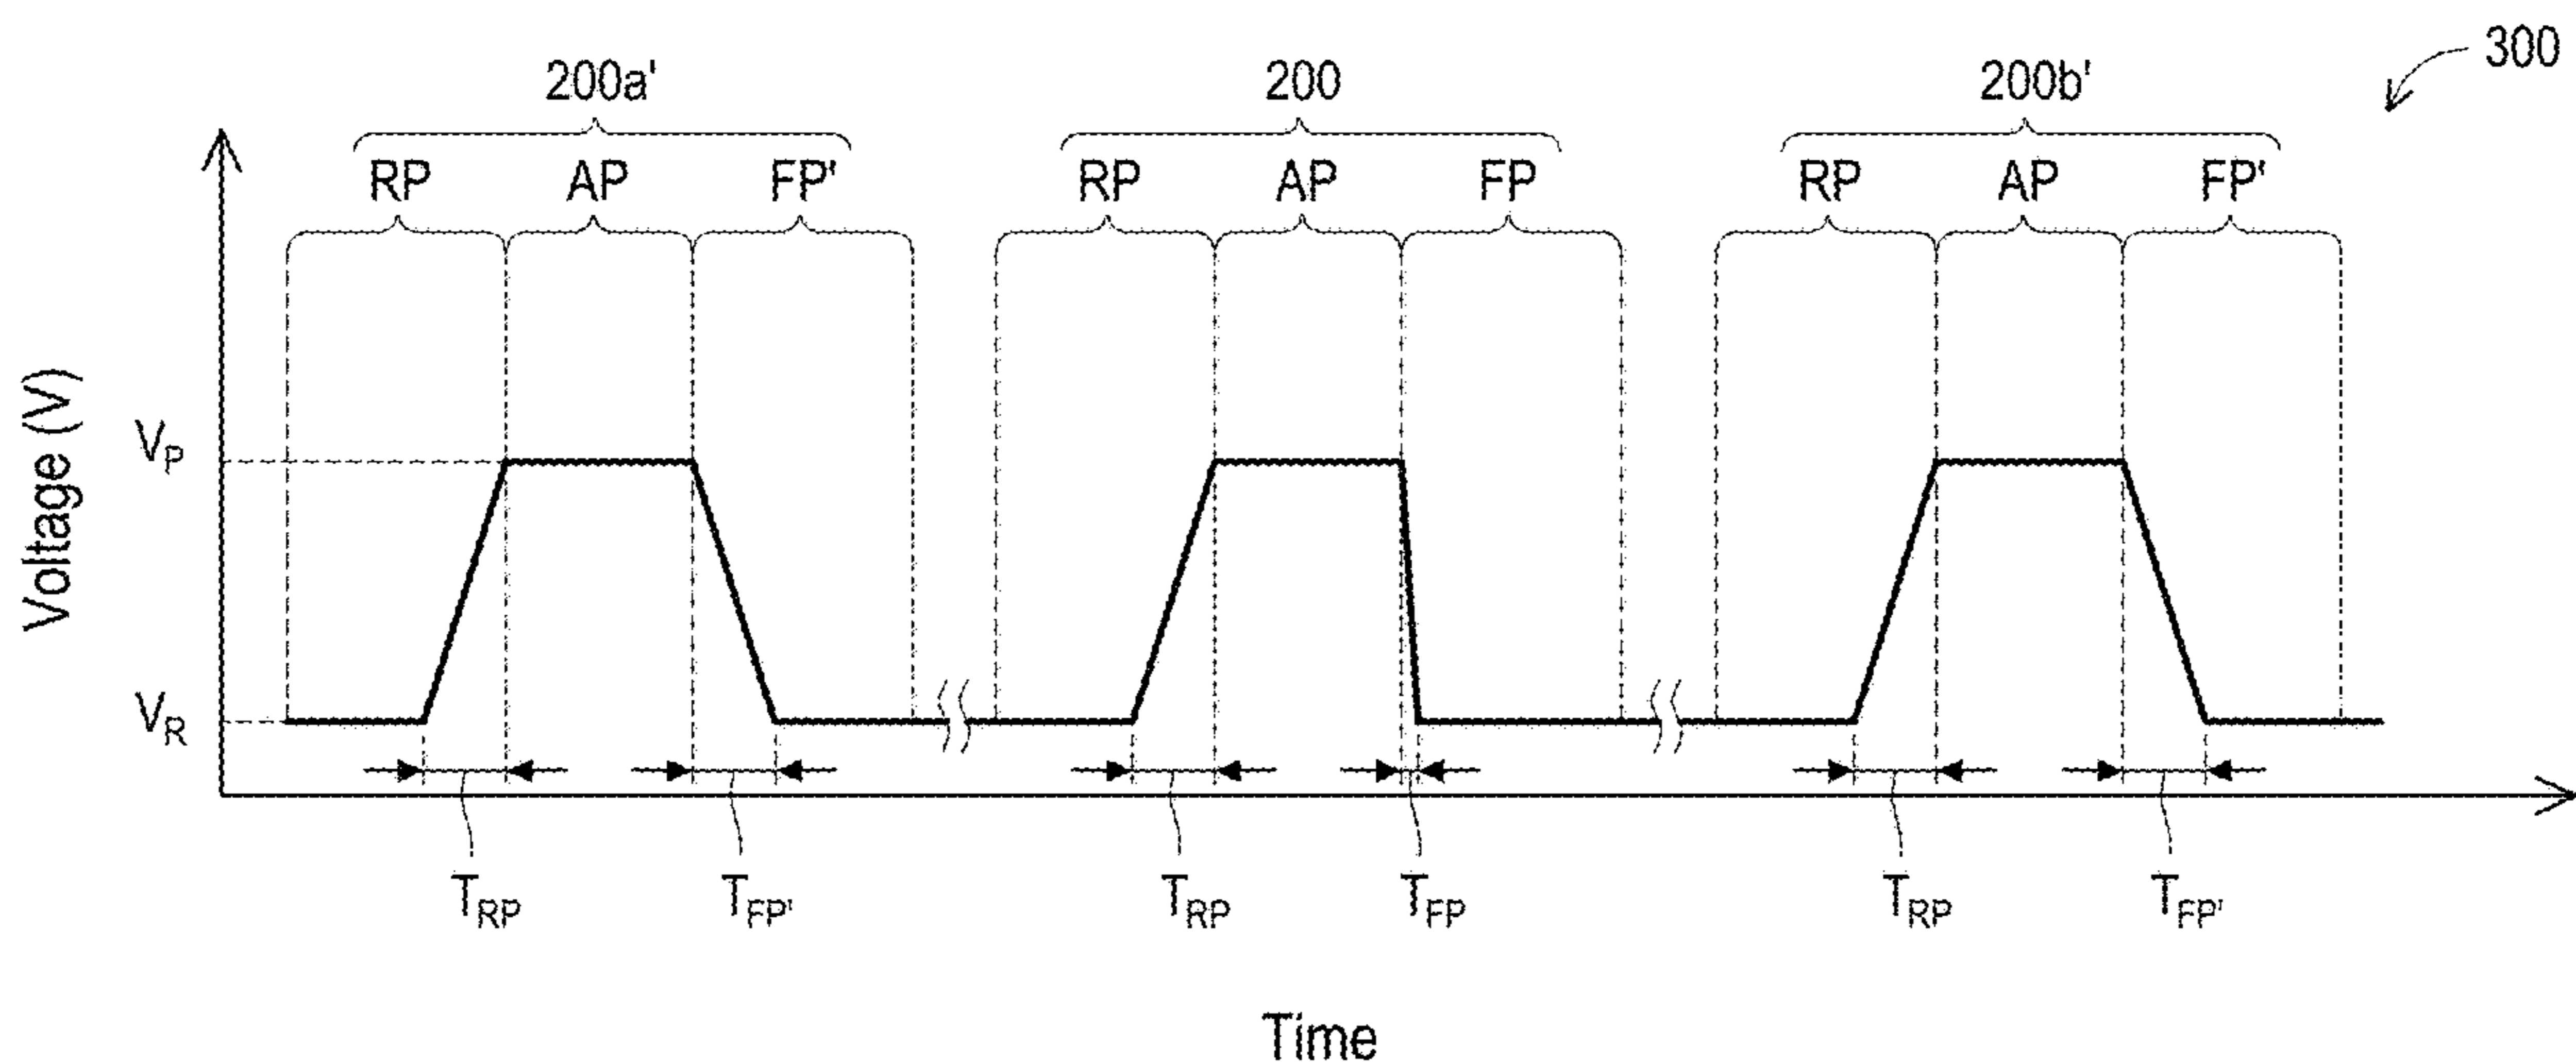 300
200a' 200 200b'
RP AP FP' RP AP FP RP AP FP'
Voltage (V)
VP
VR
TRP TFP' TRP TFP TRP TFP'
Time